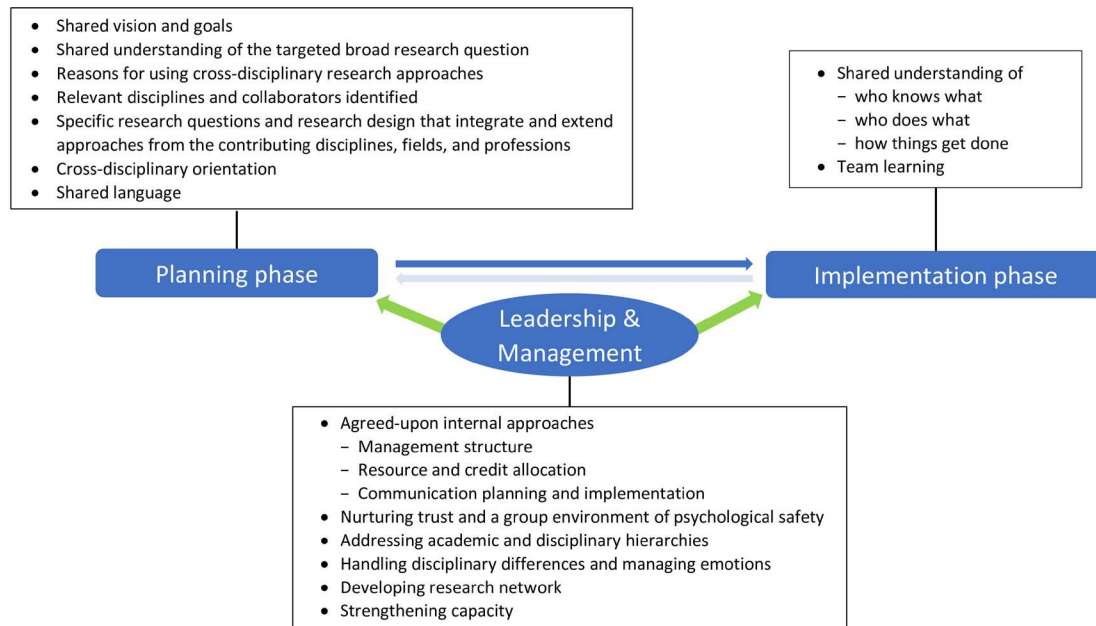 • Shared vision and goals
• Shared understanding of the targeted broad research question
• Reasons for using cross-disciplinary research approaches
• Relevant disciplines and collaborators identified
• Specific research questions and research design that integrate and extend
approaches from the contributing disciplines, fields, and professions
• Cross-disciplinary orientation
• Shared language
• Shared understanding of
– who knows what
– who does what
– how things get done
• Team learning
Planning phase
Implementation phase
Leadership &
Management
• Agreed-upon internal approaches
– Management structure
– Resource and credit allocation
– Communication planning and implementation
• Nurturing trust and a group environment of psychological safety
• Addressing academic and disciplinary hierarchies
• Handling disciplinary differences and managing emotions
• Developing research network
• Strengthening capacity